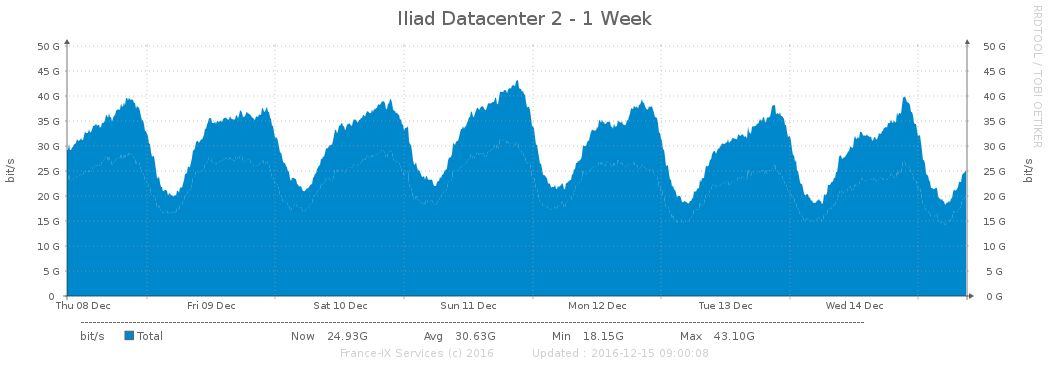 Iliad Datacenter 2 - 1 Week
RRDTOOL / TOBI OETIKER
bit/s
50 G 50 G
45 G 45 G
40 G 40 G
35 G 35 G
30 G 30 G
25 G 25 G
20 G 20 G
15 G 15 G
10 G 10 G
5 G 5 G
0 0 G
bit/s
Thu 08 Dec Fri 09 Dec Sat 10 Dec Sun 11 Dec Mon 12 Dec Tue 13 Dec Wed 14 Dec
bit/s Total Now 24.93G Avg 30.63G Min 18.15G Max 43.10G
France-IX Services (c) 2016 Updated : 2016-12-15 09:00:08